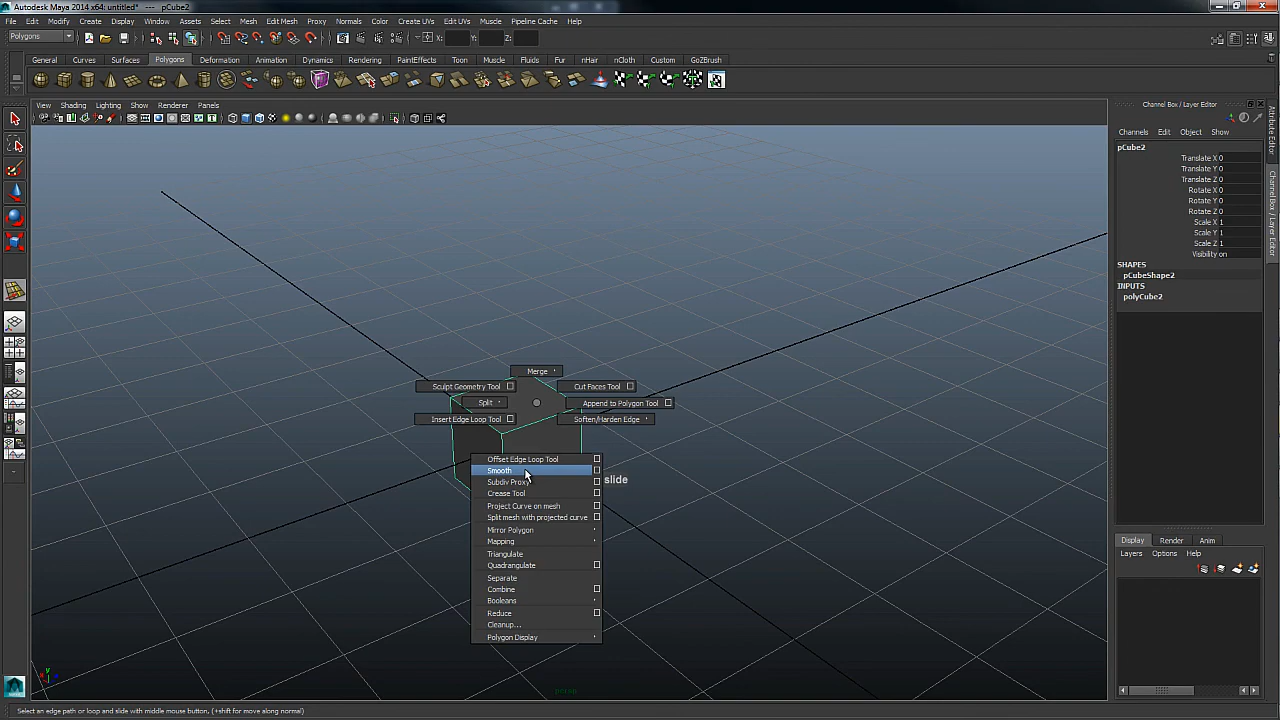 Autodesk Maya 2014 x64: untitled* --- pCube2
File Edit Modify Create Display Window Assets Select Mesh Edit Mesh Proxy Normals Color Create UVs Edit UVs Muscle Pipeline Cache Help
Polygons X: Y: Z:
General Curves Surfaces Polygons Deformation Animation Dynamics Rendering PaintEffects Toon Muscle Fluids Fur nHair nCloth Custom GoZBrush
View Shading Lighting Show Renderer Panels
Channel Box / Layer Editor
Channels Edit Object Show
pCube2
Translate X 0
Translate Y 0
Translate Z 0
Rotate X 0
Rotate Y 0
Rotate Z 0
Scale X 1
Scale Y 1
Scale Z 1
Visibility on
SHAPES
pCubeShape2
INPUTS
polyCube2
Attribute Editor
Channel Box / Layer Editor
Merge
Sculpt Geometry Tool
Cut Faces Tool
Split
Append to Polygon Tool
Insert Edge Loop Tool
Soften/Harden Edge
Offset Edge Loop Tool
Smooth
Subdiv Proxy
slide
Crease Tool
Project Curve on mesh
Split mesh with projected curve
Mirror Polygon
Mapping
Triangulate
Quadrangulate
Separate
Combine
Booleans
Reduce
Cleanup...
Polygon Display
persp
y
Display Render Anim
Layers Options Help
Select an edge path or loop and slide with middle mouse button. (+shift for move along normal)